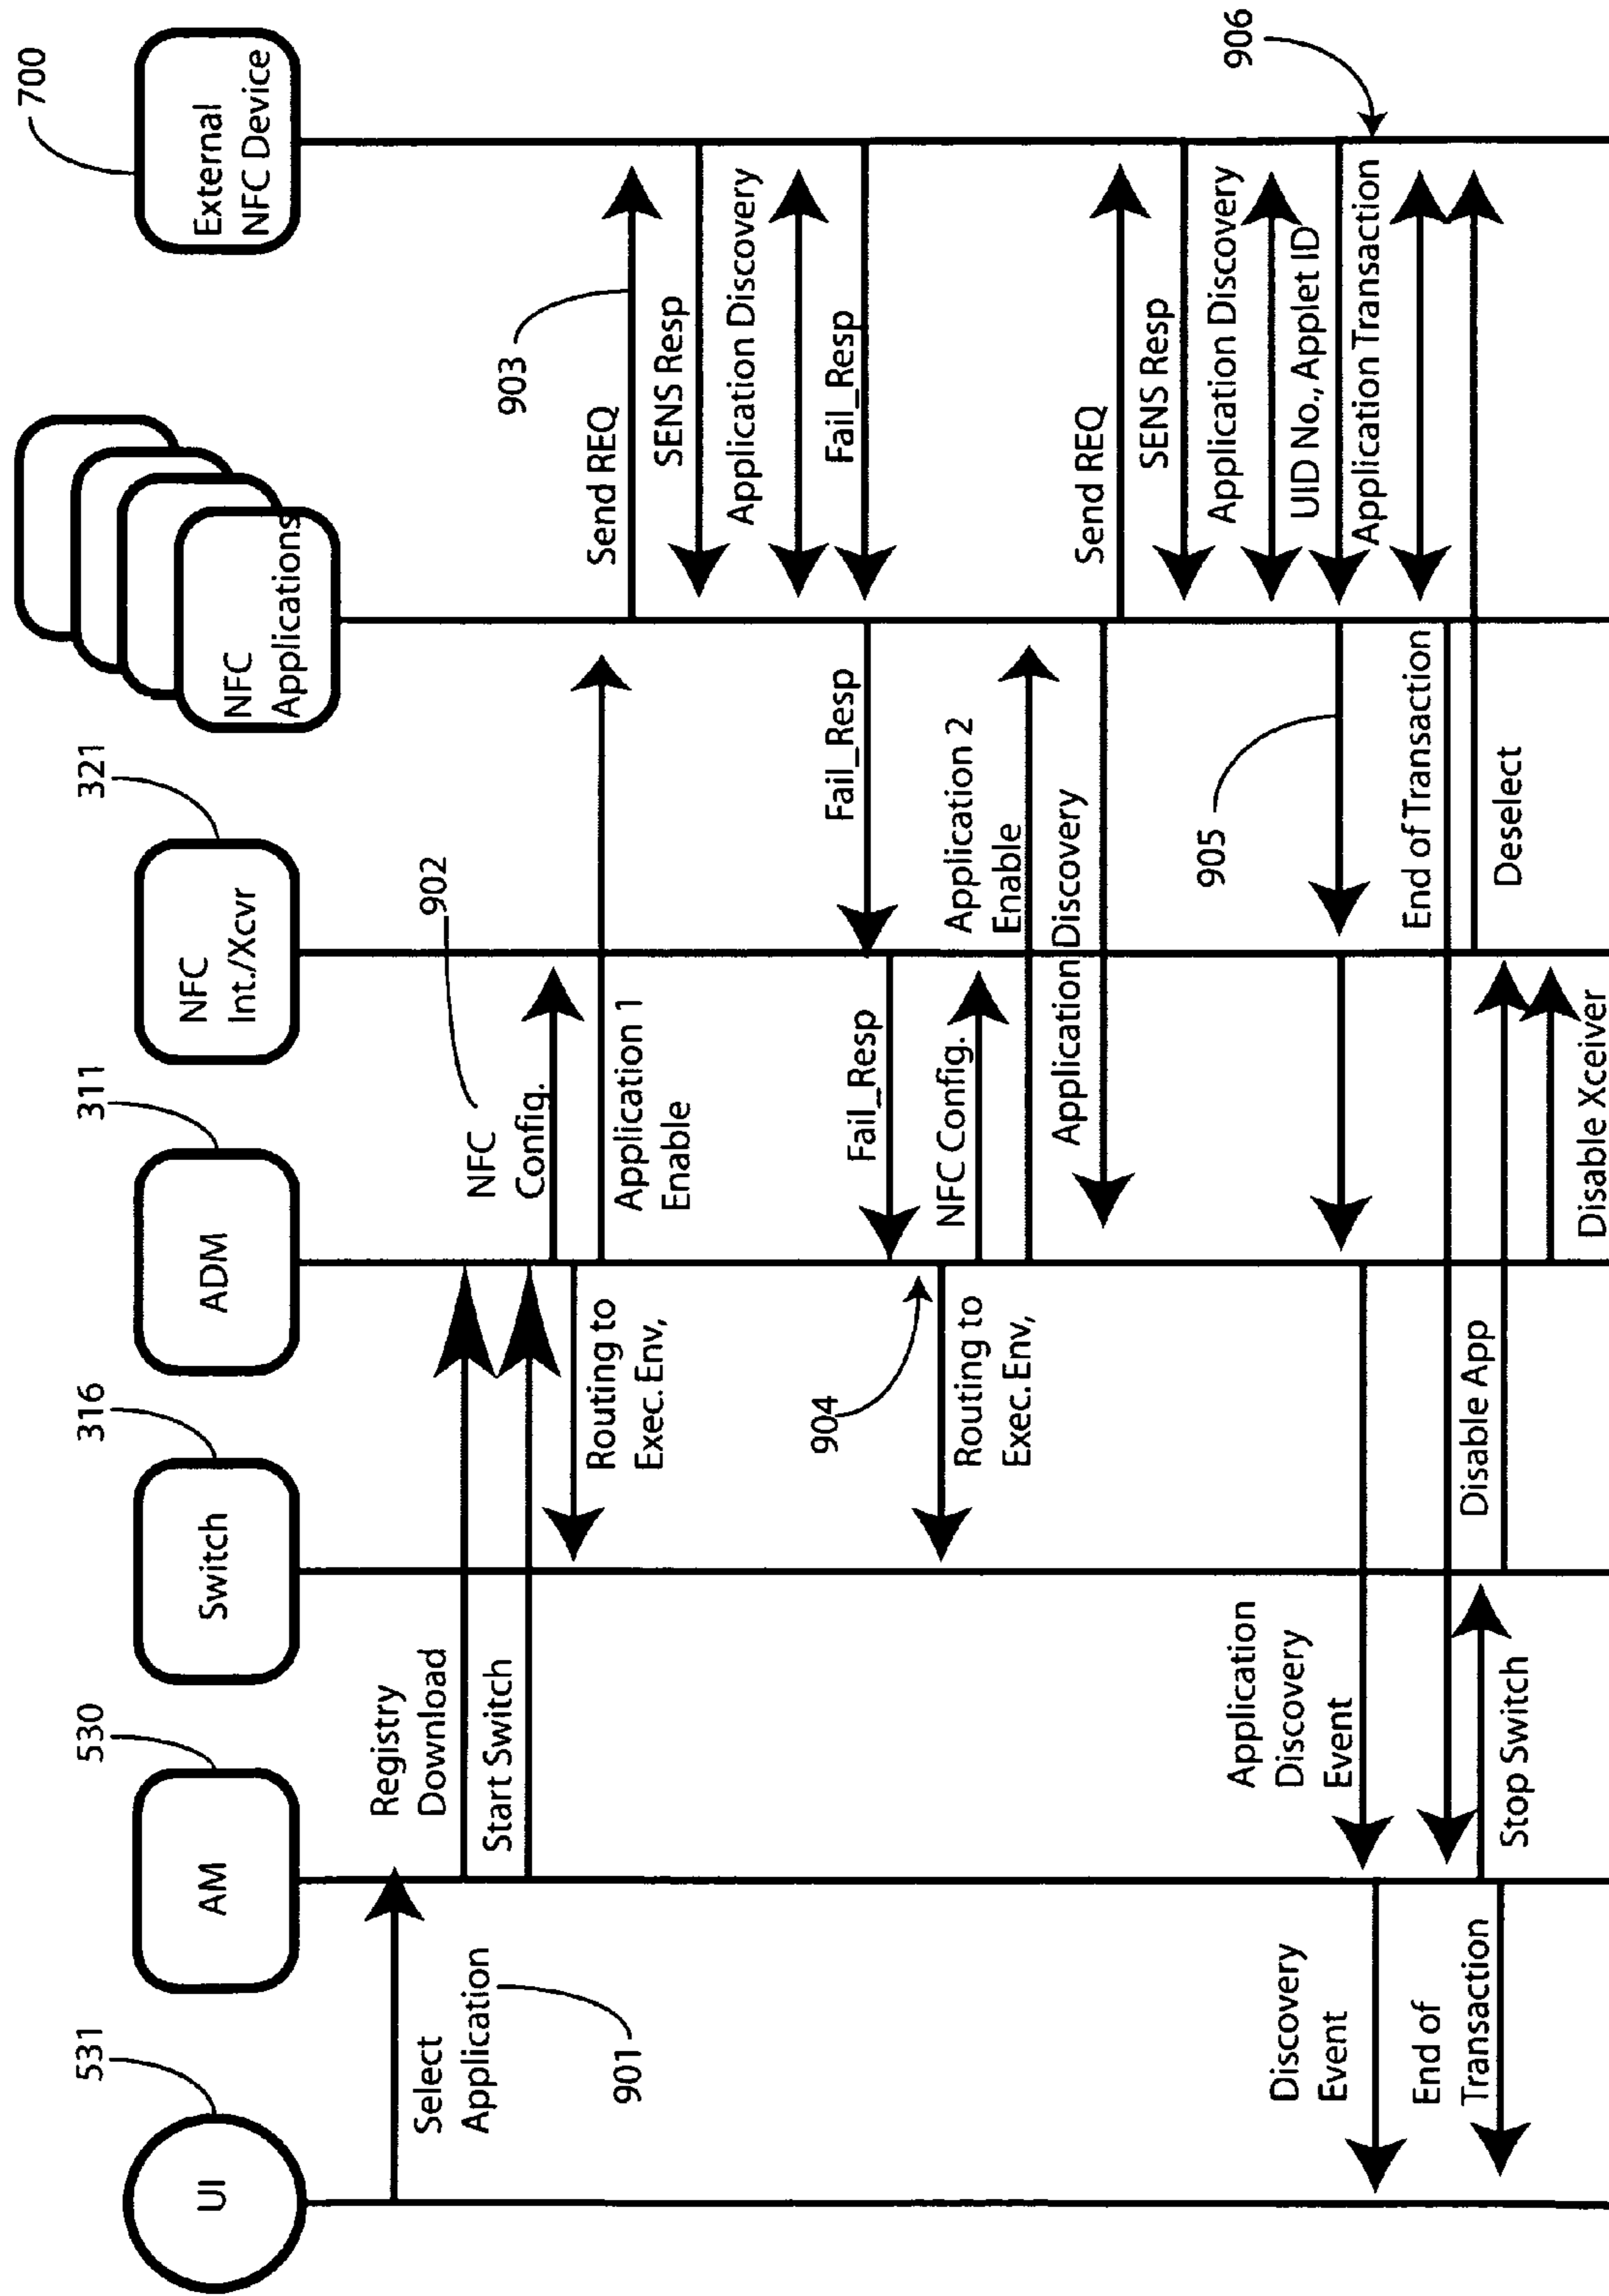 531
530
316
311
321
700
UI
AM
Switch
ADM
NFC
Int./Xcvr
NFC
Applications
External
NFC Device
Select
Application
901
Registry
Download
Start Switch
NFC
Config.
902
Routing to
Exec. Env,
Application 1
Enable
Send REQ
903
SENS Resp
Application Discovery
Fail_Resp
Fail_Resp
Fail_Resp
904
Routing to
Exec. Env,
NFC Config.
Application 2
Enable
Application Discovery
Send REQ
SENS Resp
Application Discovery
UID No., Applet ID
905
906
Application
Discovery
Event
Discovery
Event
Application Transaction
End of Transaction
End of
Transaction
Stop Switch
Disable App
Deselect
Disable Xceiver